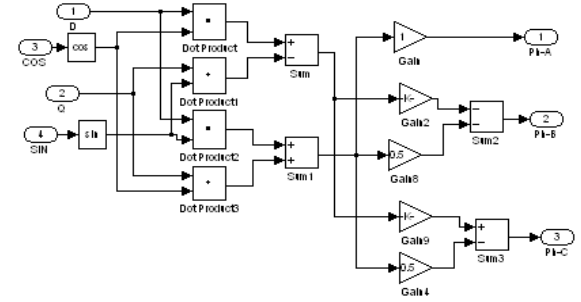 1
D
3
COS
cos
2
Q
4
SIN
sin
Dot Product
Dot Product1
Dot Product2
Dot Product3
+
−
Sum
+
+
Sum1
1
Gain
-K-
Gain2
0.5
Gain8
-K-
Gain9
0.5
Gain4
−
−
Sum2
+
−
Sum3
1
Ph-A
2
Ph-B
3
Ph-C